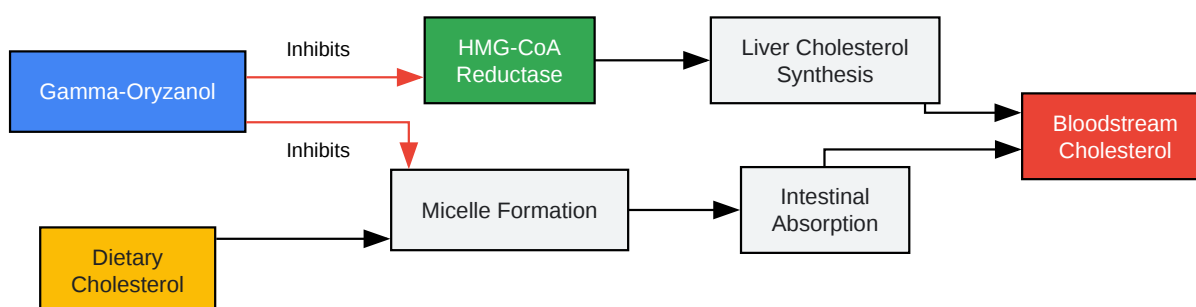 Inhibits
HMG-CoA
Reductase
Liver Cholesterol
Synthesis
Gamma-Oryzanol
Bloodstream
Cholesterol
Inhibits
Micelle Formation
Intestinal
Absorption
Dietary
Cholesterol